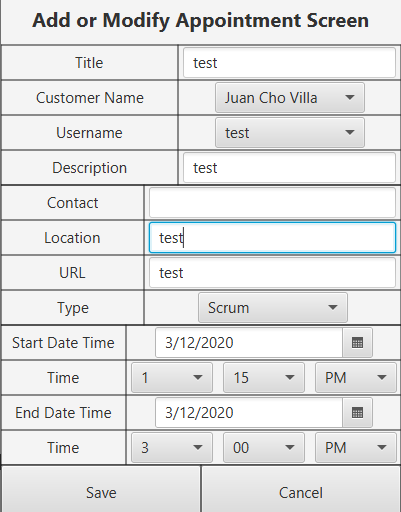 Add or Modify Appointment Screen
Title test
Customer Name Juan Cho Villa
Username test
Description test
Contact
Location test
URL test
Type Scrum
Start Date Time 3/12/2020
Time 1 15 PM
End Date Time 3/12/2020
Time 3 00 PM
Save Cancel